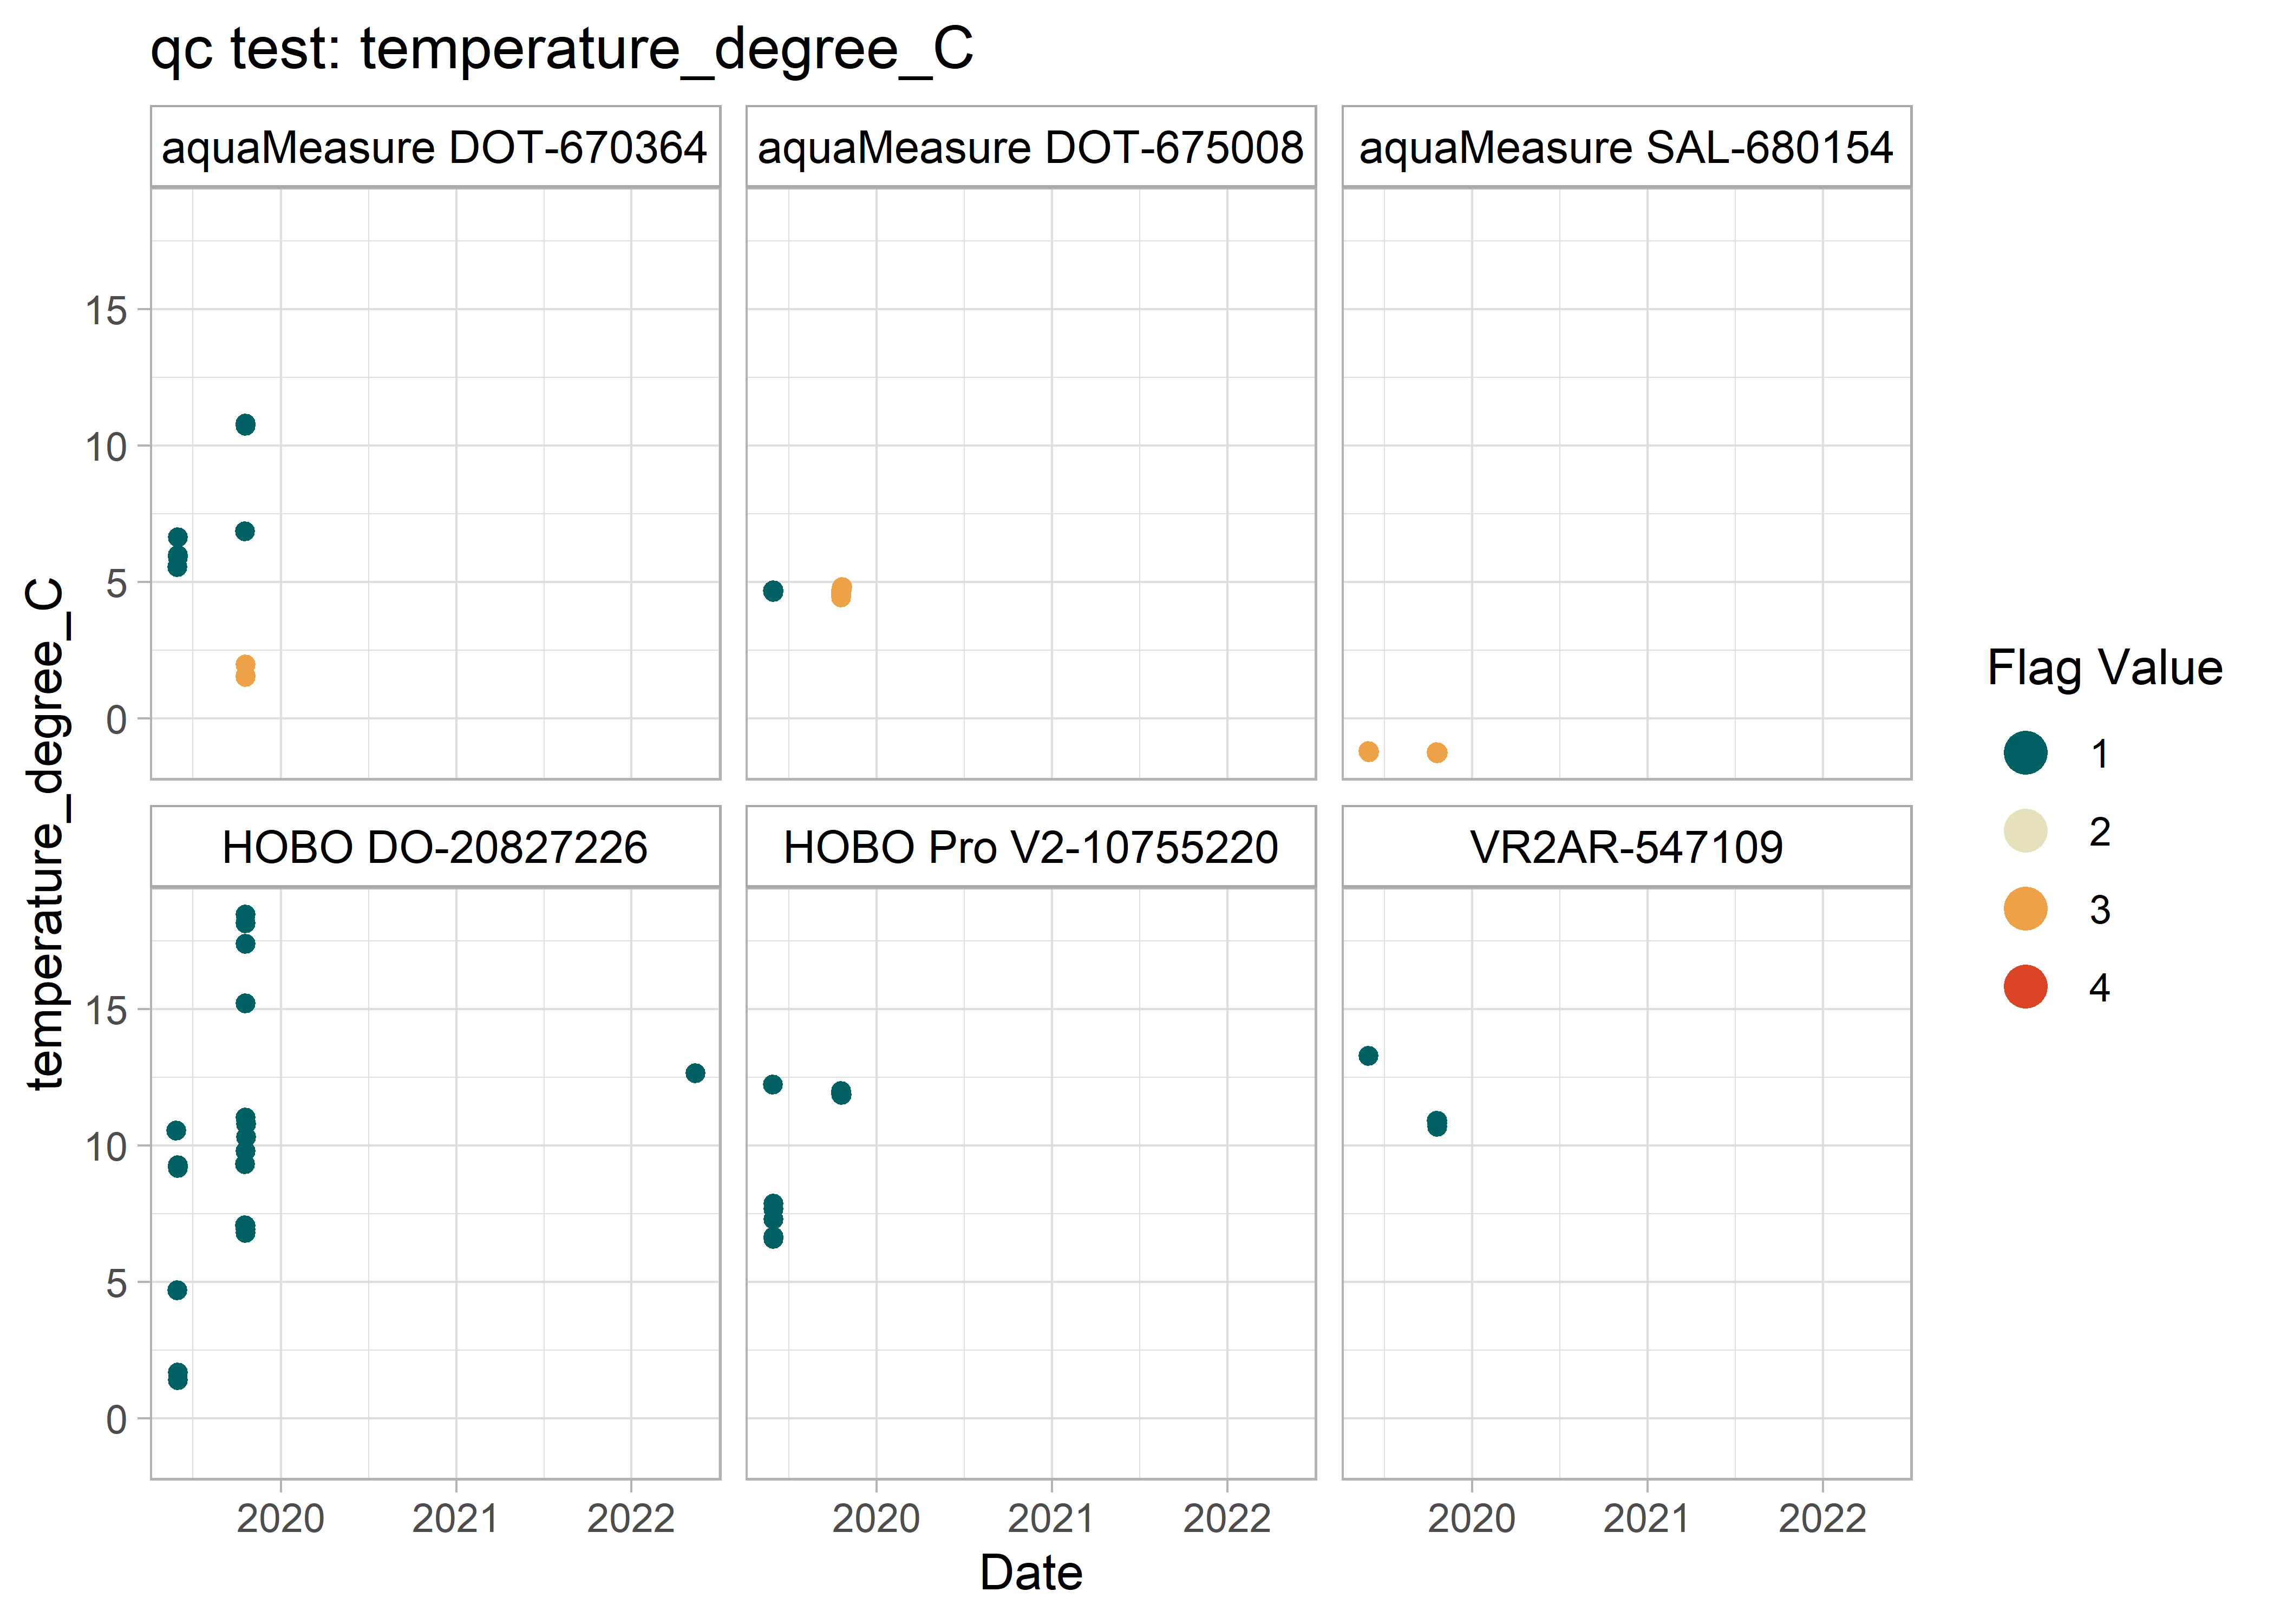 qc test: temperature_degree_C
aquaMeasure DOT-670364
aquaMeasure DOT-675008
aquaMeasure SAL-680154
15
10
5
0
temperature_degree_C
HOBO DO-20827226
HOBO Pro V2-10755220
VR2AR-547109
15
10
5
0
2020
2021
2022
2020
2021
2022
2020
2021
2022
Date
Flag Value
1
2
3
4